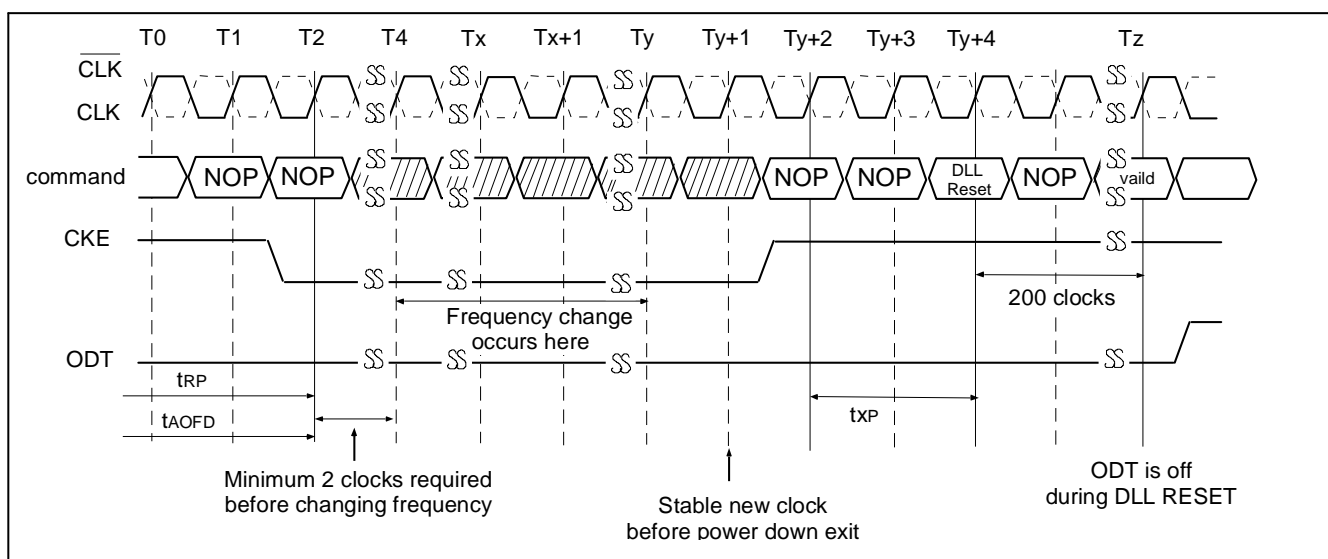 T0 T1 T2 T4 Tx Tx+1 Ty Ty+1 Ty+2 Ty+3 Ty+4 Tz
CLK
CLK
command NOP NOP NOP NOP DLL Reset NOP vaild
CKE
200 clocks
Frequency change
occurs here
ODT
tRP
tAOFD
txP
Minimum 2 clocks required
before changing frequency
Stable new clock
before power down exit
ODT is off
during DLL RESET